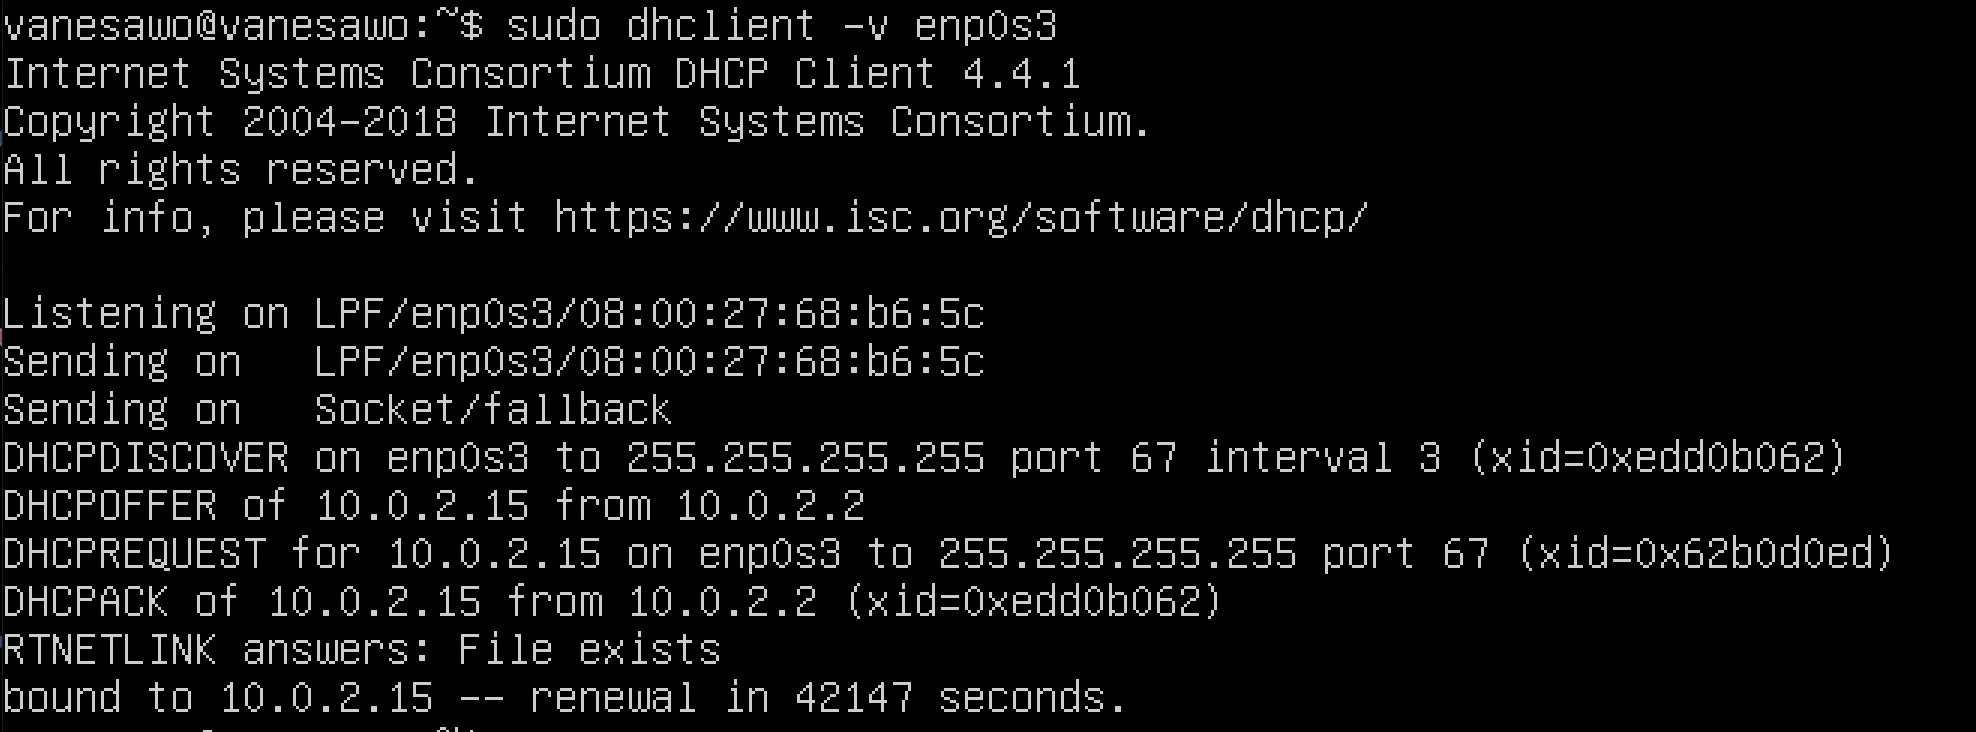 vanesawo@vanesawo:~$ sudo dhclient -v enp0s3
Internet Systems Consortium DHCP Client 4.4.1
Copyright 2004-2018 Internet Systems Consortium.
All rights reserved.
For info, please visit https://www.isc.org/software/dhcp/
Listening on LPF/enp0s3/08:00:27:68:b6:5c
Sending on   LPF/enp0s3/08:00:27:68:b6:5c
Sending on   Socket/fallback
DHCPDISCOVER on enp0s3 to 255.255.255.255 port 67 interval 3 (xid=0xedd0b062)
DHCPOFFER of 10.0.2.15 from 10.0.2.2
DHCPREQUEST for 10.0.2.15 on enp0s3 to 255.255.255.255 port 67 (xid=0x62b0d0ed)
DHCPACK of 10.0.2.15 from 10.0.2.2 (xid=0xedd0b062)
RTNETLINK answers: File exists
bound to 10.0.2.15 -- renewal in 42147 seconds.